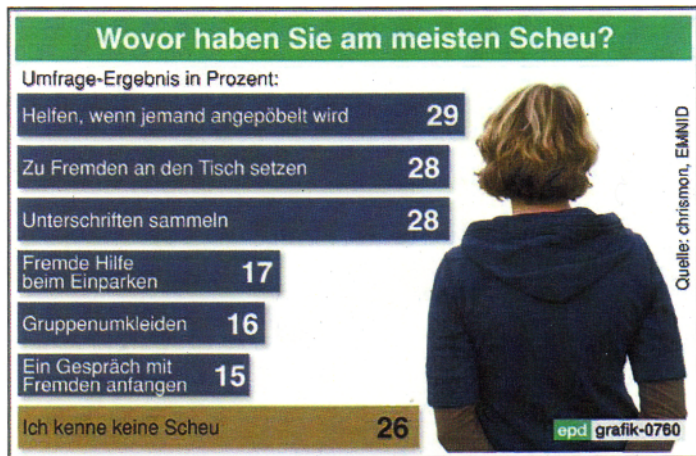 Wovor haben Sie am meisten Scheu?
Umfrage-Ergebnis in Prozent:
Helfen, wenn jemand angepöbelt wird 29
Zu Fremden an den Tisch setzen 28
Unterschriften sammeln 28
Fremde Hilfe
beim Einparken 17
Gruppenumkleiden 16
Ein Gespräch mit
Fremden anfangen 15
Ich kenne keine Scheu 26
Quelle: chrismon, EMNID
epd grafik-0760